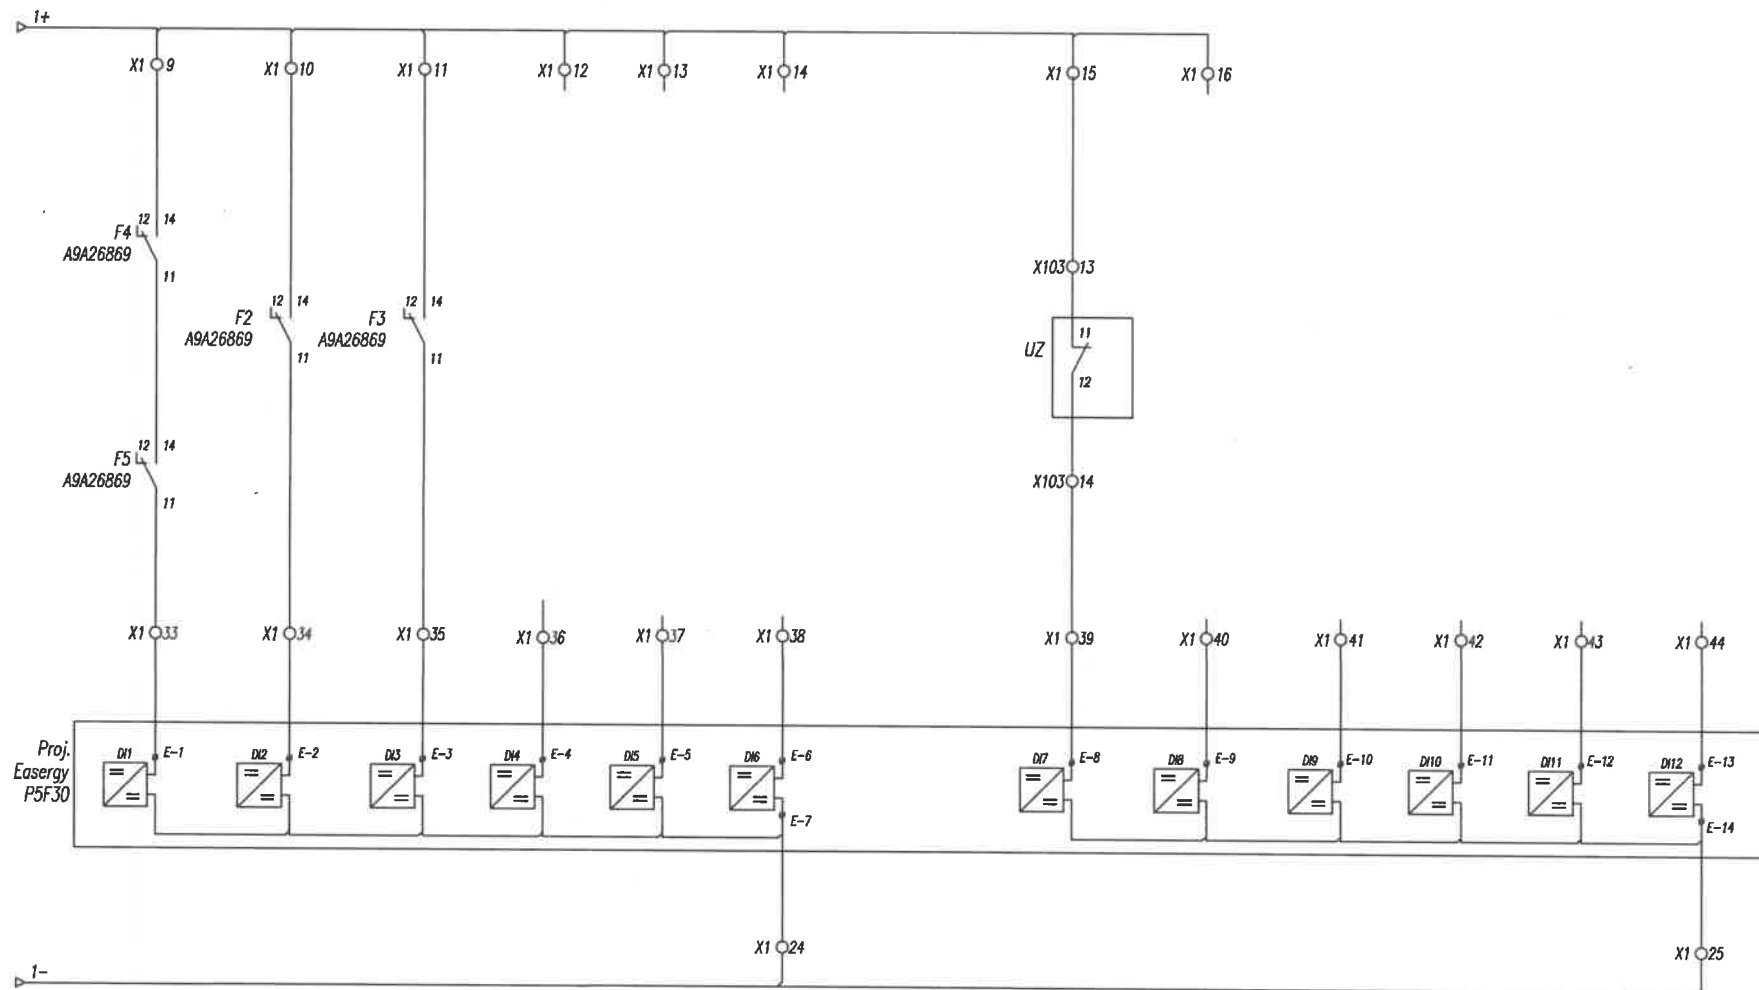 1+
X1 9
X1 10
X1 11
X1 12
X1 13
X1 14
X1 15
X1 16
12 14
F4
A9A26869
11
X103 13
12 14
F2
A9A26869
11
12 14
F3
A9A26869
11
11
UZ
12
12 14
F5
A9A26869
11
X103 14
X1 33
X1 34
X1 35
X1 36
X1 37
X1 38
X1 39
X1 40
X1 41
X1 42
X1 43
X1 44
Proj.
Easergy
P5F30
DI1 E-1
DI2 E-2
DI3 E-3
DI4 E-4
DI5 E-5
DI6 E-6
E-7
DI7 E-8
DI8 E-9
DI9 E-10
DI10 E-11
DI11 E-12
DI12 E-13
E-14
X1 24
X1 25
1-